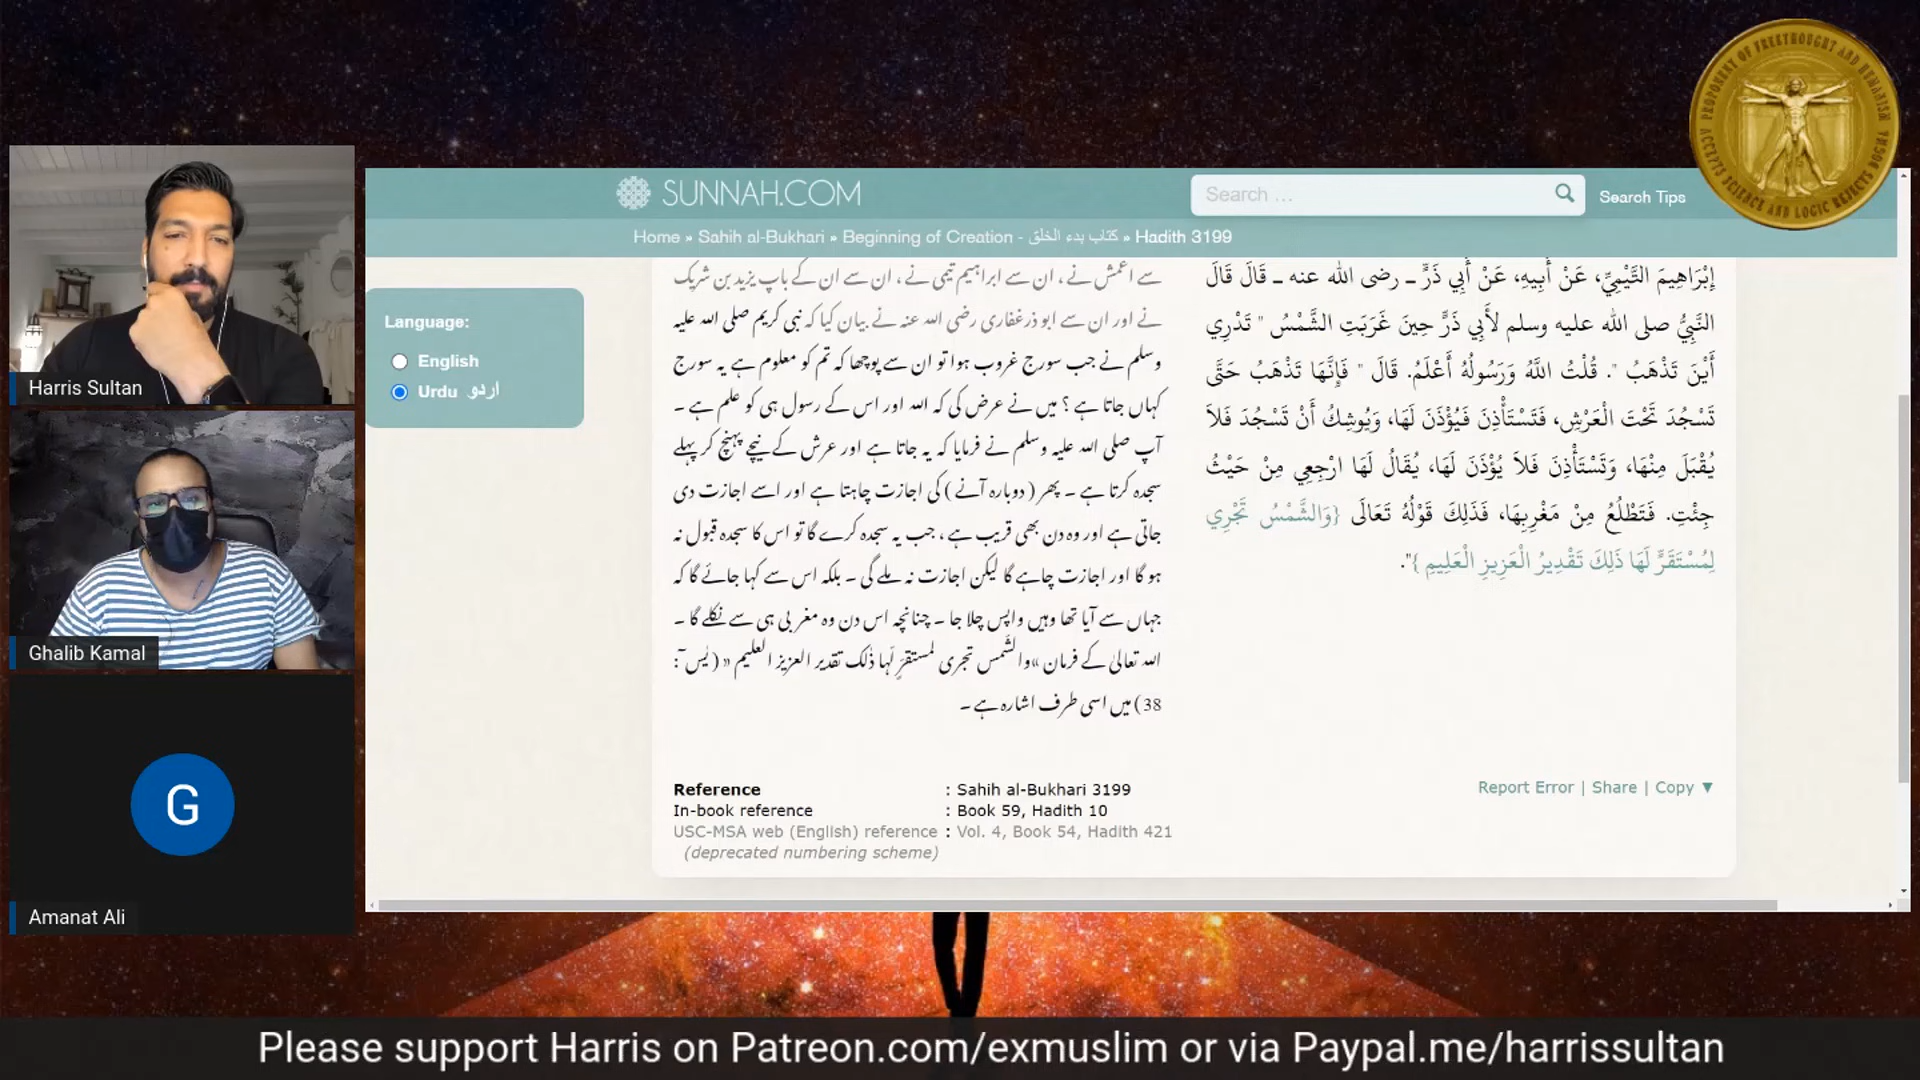 PROPONENT OF FREETHOUGHT AND HUMANISM
ACCEPTS SCIENCE AND LOGIC REJECTS DOGMA
SUNNAH.COM
Search ...
Search Tips
Home » Sahih al-Bukhari » Beginning of Creation - كتاب بدء الخلق » Hadith 3199
Language:
English
Urdu اردو
سے اعمش نے ، ان سے ابراہیم تیمی نے ، ان سے ان کے باپ یزید بن شریک
نے اور ان سے ابوذرغفاری رضی اللہ عنہ نے بیان کیا کہ نبی کریم صلی اللہ علیہ
وسلم نے جب سورج غروب ہوا تو ان سے پوچھا کہ تم کو معلوم ہے یہ سورج
کہاں جاتا ہے ؟ میں نے عرض کی کہ اللہ اور اس کے رسول ہی کو علم ہے ۔
آپ صلی اللہ علیہ وسلم نے فرمایا کہ یہ جاتا ہے اور عرش کے نیچے پہنچ کر پہلے
سجدہ کرتا ہے ۔ پھر ( دوبارہ آنے ) کی اجازت چاہتا ہے اور اسے اجازت دی
جاتی ہے اور وہ دن بھی قریب ہے ، جب یہ سجدہ کرے گا تو اس کا سجدہ قبول نہ
ہو گا اور اجازت چاہے گا لیکن اجازت نہ ملے گی ۔ بلکہ اس سے کہا جائے گا کہ
جہاں سے آیا تھا وہیں واپس چلا جا ۔ چنانچہ اس دن وہ مغربی ہی سے نکلے گا ۔
اللہ تعالیٰ کے فرمان »والشمس تجری لمستقرٍ لہا ذٰلک تقدیر العزیز العلیم « ( یٰس ٓ :
38 ) میں اسی طرف اشارہ ہے ۔
إِبْرَاهِيمَ التَّيْمِيِّ، عَنْ أَبِيهِ، عَنْ أَبِي ذَرٍّ ـ رضى الله عنه ـ قَالَ قَالَ
النَّبِيُّ صلى الله عليه وسلم لأَبِي ذَرٍّ حِينَ غَرَبَتِ الشَّمْسُ " تَدْرِي
أَيْنَ تَذْهَبُ ". قُلْتُ اللَّهُ وَرَسُولُهُ أَعْلَمُ. قَالَ " فَإِنَّهَا تَذْهَبُ حَتَّى
تَسْجُدَ تَحْتَ الْعَرْشِ، فَتَسْتَأْذِنَ فَيُؤْذَنَ لَهَا، وَيُوشِكُ أَنْ تَسْجُدَ فَلاَ
يُقْبَلَ مِنْهَا، وَتَسْتَأْذِنَ فَلاَ يُؤْذَنَ لَهَا، يُقَالُ لَهَا ارْجِعِي مِنْ حَيْثُ
جِئْتِ. فَتَطْلُعُ مِنْ مَغْرِبِهَا، فَذَلِكَ قَوْلُهُ تَعَالَى {وَالشَّمْسُ تَجْرِي
لِمُسْتَقَرٍّ لَهَا ذَلِكَ تَقْدِيرُ الْعَزِيزِ الْعَلِيمِ }".
Reference : Sahih al-Bukhari 3199
In-book reference : Book 59, Hadith 10
USC-MSA web (English) reference : Vol. 4, Book 54, Hadith 421
(deprecated numbering scheme)
Report Error | Share | Copy ▼
Harris Sultan
Ghalib Kamal
G
Amanat Ali
Please support Harris on Patreon.com/exmuslim or via Paypal.me/harrissultan